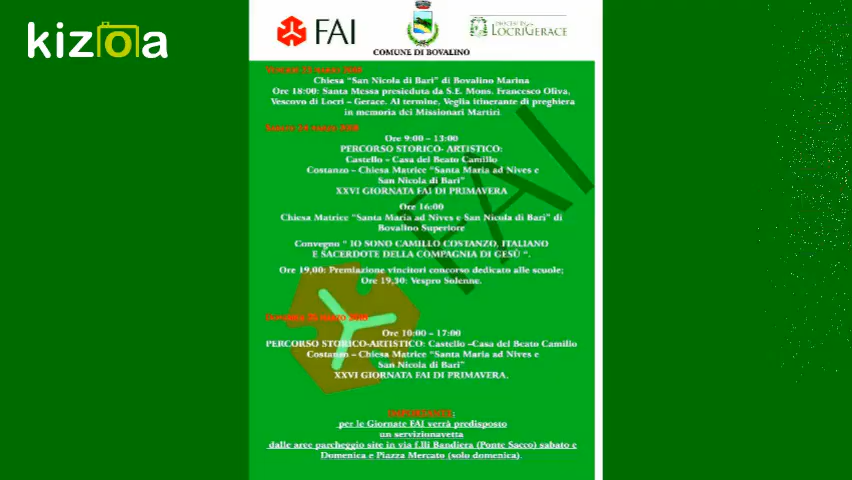 kizoa
FAI
COMUNE DI BOVALINO
DIOCESI DI
LOCRI GERACE
Chiesa "San Nicola di Bari" di Bovalino Marina
Ore 18:00: Santa Messa presieduta da S.E. Mons. Francesco Oliva,
Vescovo di Locri – Gerace. Al termine, Veglia itinerante di preghiera
in memoria dei Missionari Martiri.
Ore 9:00 – 13:00
PERCORSO STORICO- ARTISTICO:
Castello – Casa del Beato Camillo
Costanzo – Chiesa Matrice "Santa Maria ad Nives e
San Nicola di Bari"
XXVI GIORNATA FAI DI PRIMAVERA
Ore 16:00
Chiesa Matrice "Santa Maria ad Nives e San Nicola di Bari" di
Bovalino Superiore
Convegno " IO SONO CAMILLO COSTANZO, ITALIANO
E SACERDOTE DELLA COMPAGNIA DI GESÙ ".
Ore 19,00: Premiazione vincitori concorso dedicato alle scuole;
Ore 19,30: Vespro Solenne.
FAI
Ore 10:00 – 17:00
PERCORSO STORICO-ARTISTICO: Castello –Casa del Beato Camillo
Costanzo – Chiesa Matrice "Santa Maria ad Nives e
San Nicola di Bari"
XXVI GIORNATA FAI DI PRIMAVERA.
per le Giornate FAI verrà predisposto
un servizionavetta
dalle aree parcheggio site in via f.lli Bandiera (Ponte Sacco) sabato e
Domenica e Piazza Mercato (solo domenica).